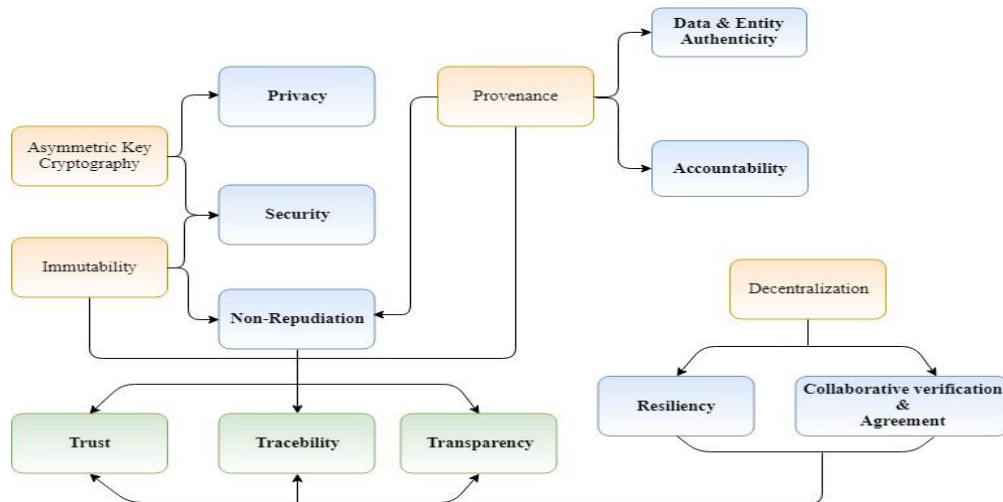 Data & Entity
Authenticity
Privacy
Provenance
Asymmetric Key
Cryptography
Accountability
Security
Immutability
Decentralization
Non-Repudiation
Resiliency
Collaborative verification
&
Agreement
Trust
Tracebility
Transparency